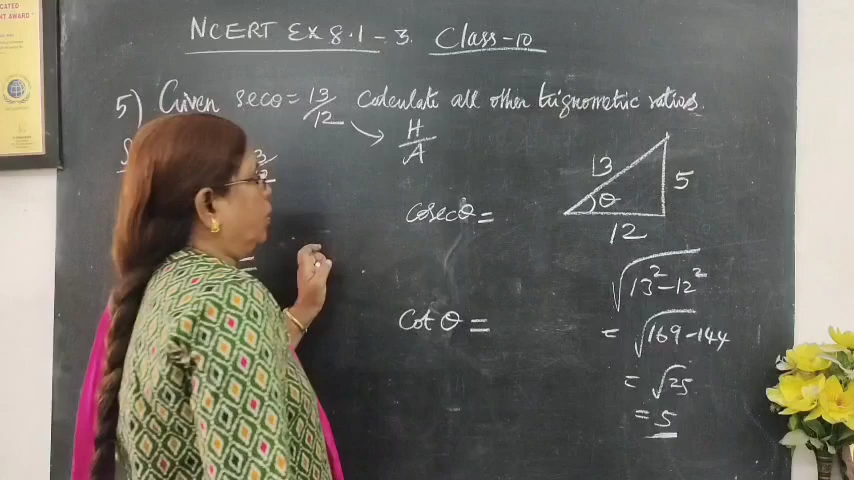 NCERT Ex 8.1 - 3. Class-10
5) Given secθ = 13/12 Calculate all other trignometric ratios.
H/A
cosecθ =
cot θ =
13
θ
5
12
√13²-12²
= √169-144
= √25
= 5